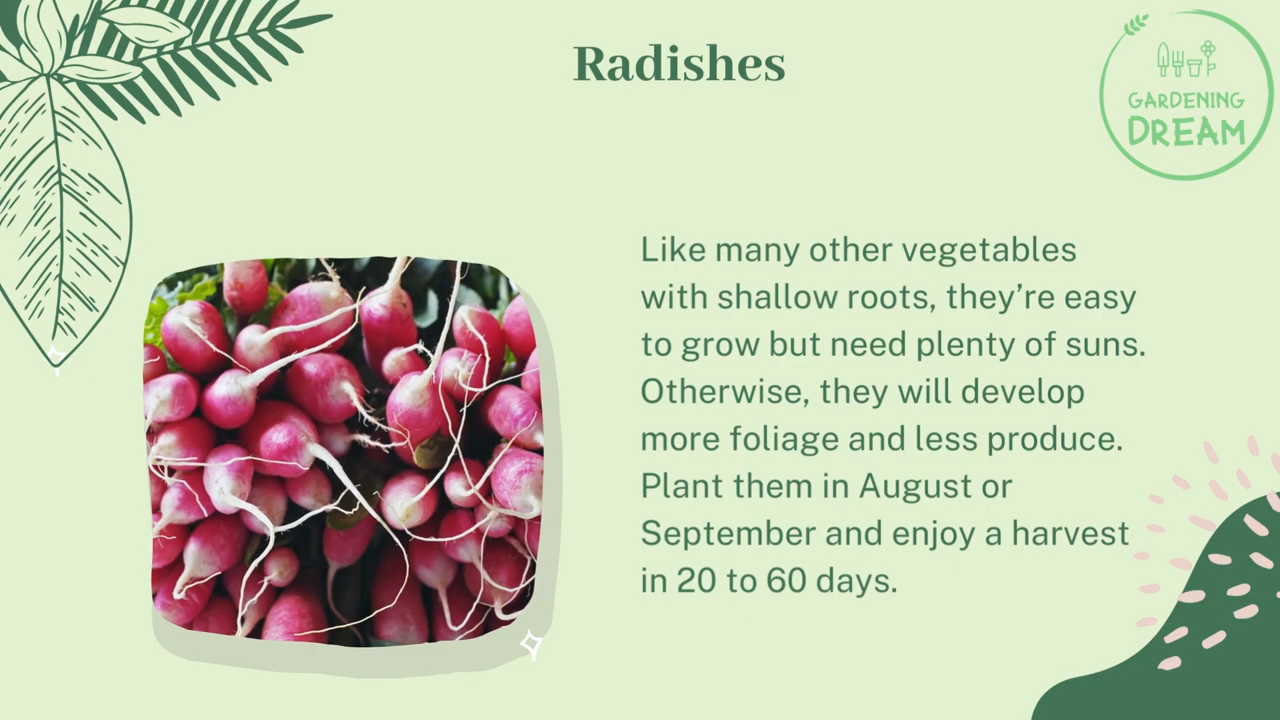 Radishes
GARDENING
DREAM
Like many other vegetables
with shallow roots, they’re easy
to grow but need plenty of suns.
Otherwise, they will develop
more foliage and less produce.
Plant them in August or
September and enjoy a harvest
in 20 to 60 days.